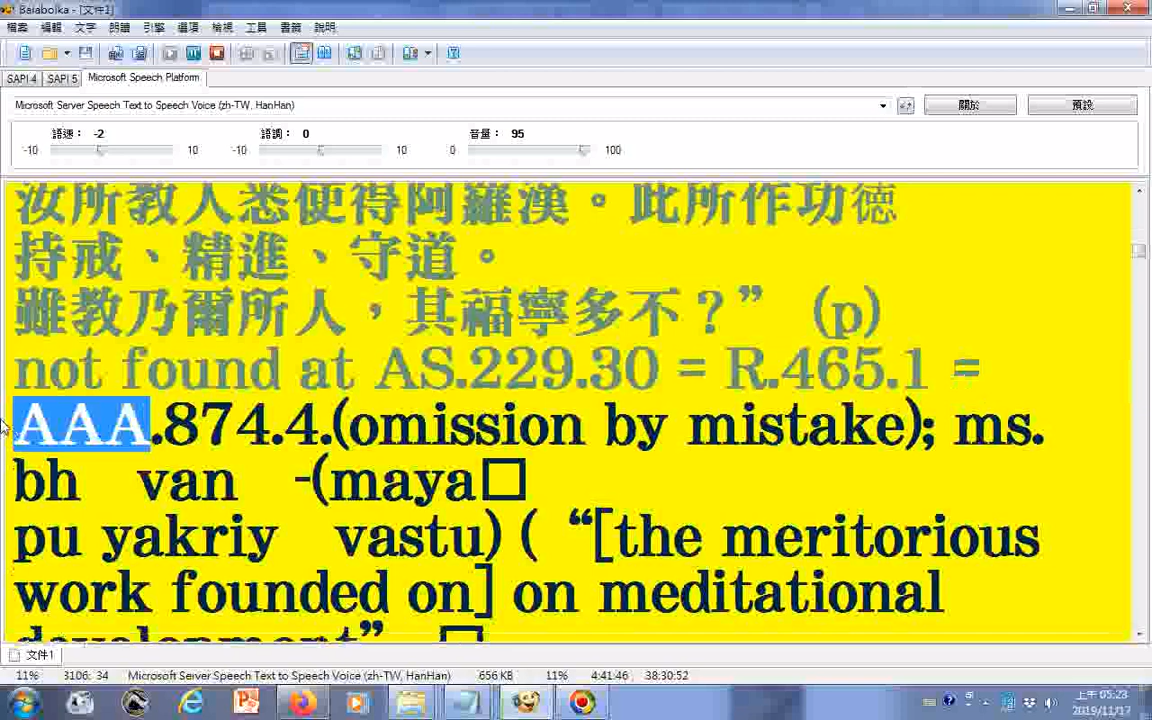 Balabolka - [文件1]
檔案 編輯 文字 朗讀 引擎 選項 檢視 工具 書籤 說明
SAPI 4 SAPI 5 Microsoft Speech Platform
Microsoft Server Speech Text to Speech Voice (zh-TW, HanHan) 關於 預設
語速： -2 語調： 0 音量： 95
-10 10 -10 10 0 100
汝所教人悉便得阿羅漢。此所作功德
持戒、精進、守道。
雖教乃爾所人，其福寧多不？” (p)
not found at AS.229.30 = R.465.1 =
AAA.874.4.(omission by mistake); ms.
bh van -(maya□
pu yakriy vastu) ( “[the meritorious
work founded on] on meditational
development” □
文件1
11% 3106: 34 Microsoft Server Speech Text to Speech Voice (zh-TW, HanHan) 656 KB 11% 4:41:46 38:30:52
上午 05:23
2019/11/17